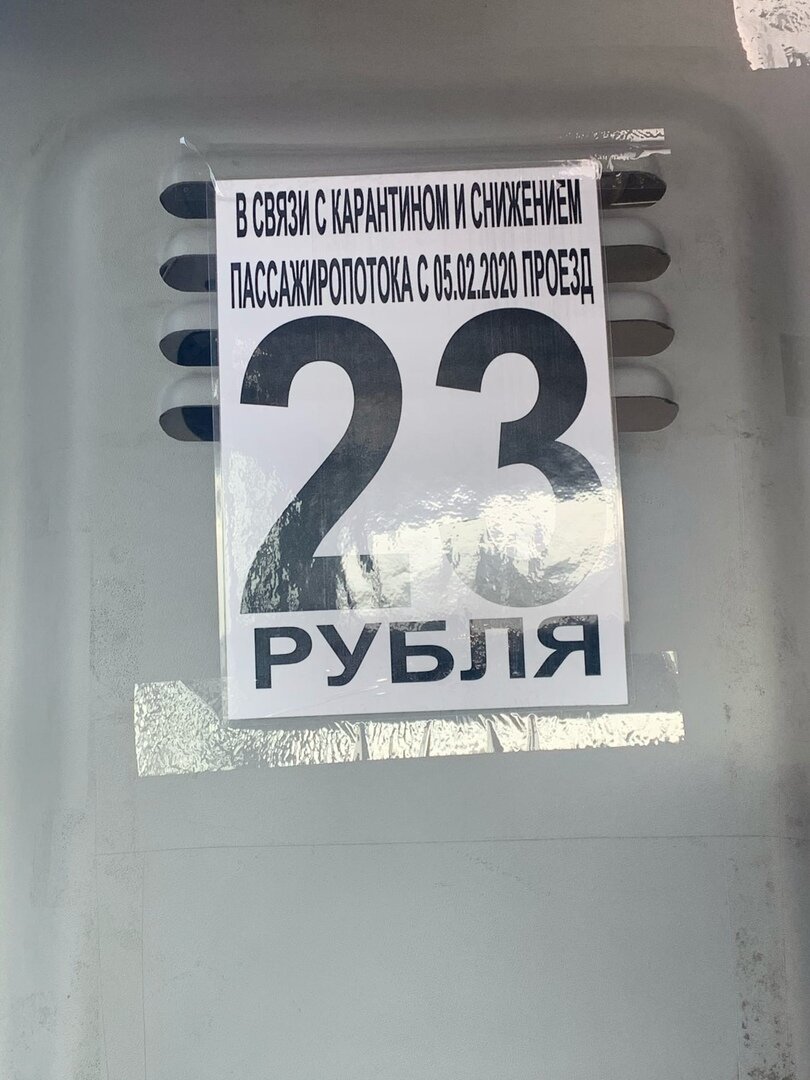 В СВЯЗИ С КАРАНТИНОМ И СНИЖЕНИЕМ
ПАССАЖИРОПОТОКА С 05.02.2020 ПРОЕЗД
23
РУБЛЯ